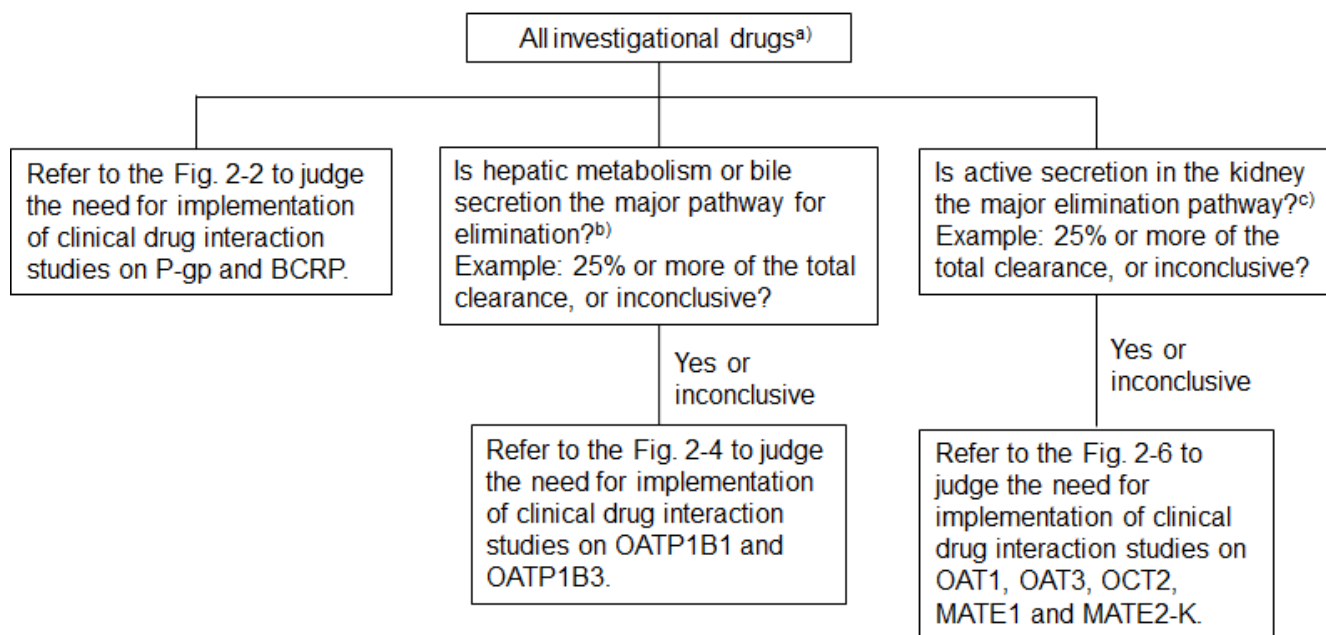 All investigational drugsa)
Refer to the Fig. 2-2 to judge
the need for implementation
of clinical drug interaction
studies on P-gp and BCRP.
Is hepatic metabolism or bile
secretion the major pathway for
elimination?b)
Example: 25% or more of the total
clearance, or inconclusive?
Is active secretion in the kidney
the major elimination pathway?c)
Example: 25% or more of the
total clearance, or inconclusive?
Yes or
inconclusive
Yes or
inconclusive
Refer to the Fig. 2-4 to judge
the need for implementation
of clinical drug interaction
studies on OATP1B1 and
OATP1B3.
Refer to the Fig. 2-6 to
judge the need for
implementation of clinical
drug interaction studies on
OAT1, OAT3, OCT2,
MATE1 and MATE2-K.